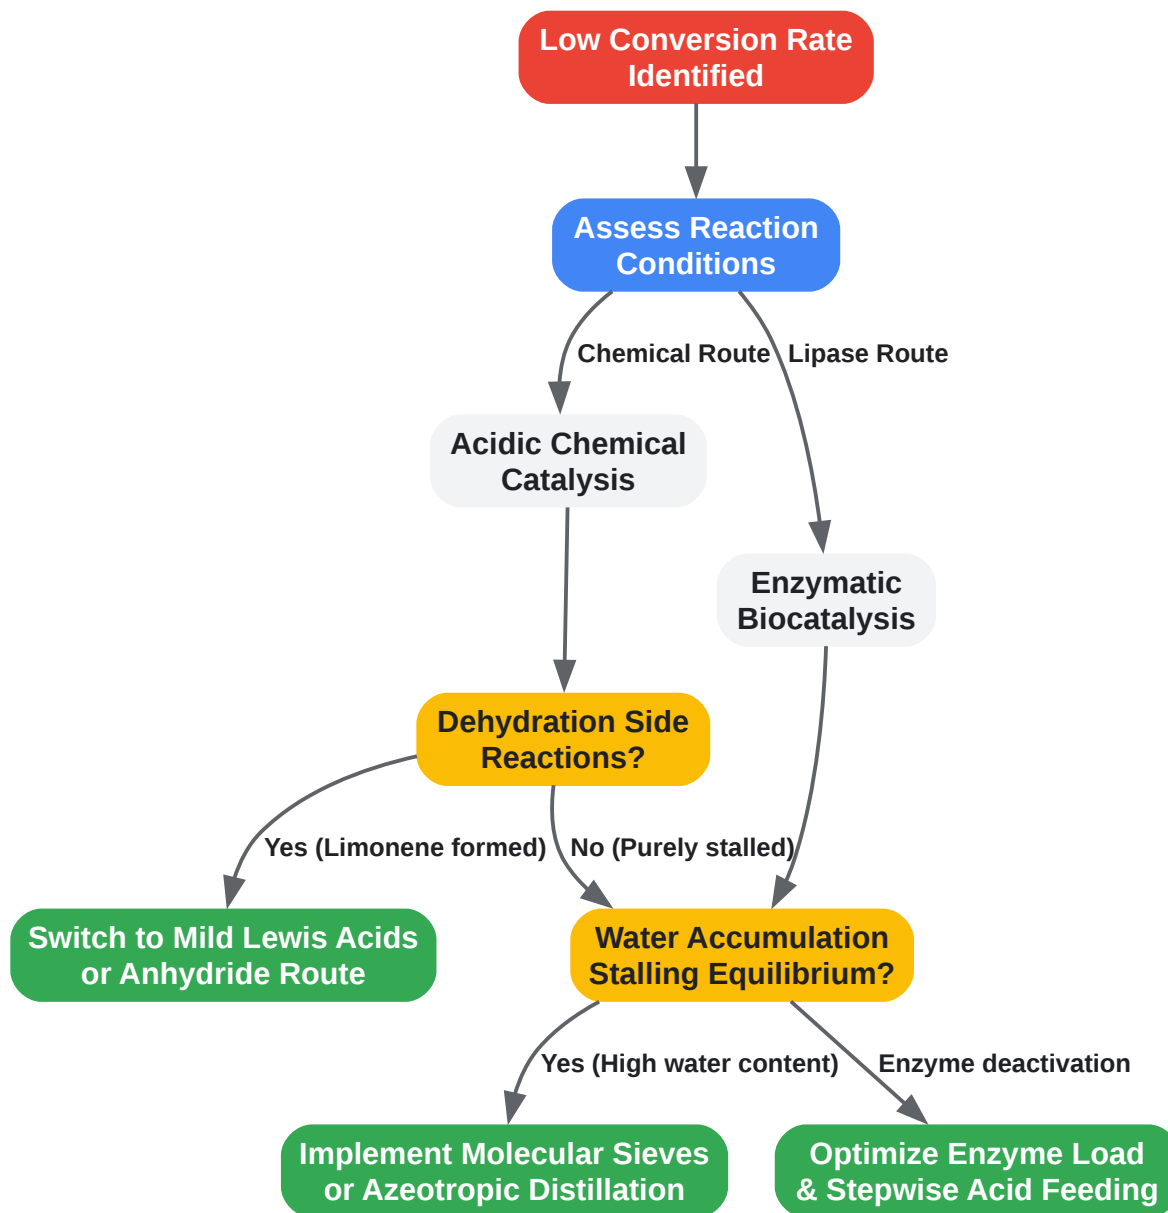 Low Conversion Rate
Identified
Assess Reaction
Conditions
Chemical Route
Lipase Route
Acidic Chemical
Catalysis
Enzymatic
Biocatalysis
Dehydration Side
Reactions?
Yes (Limonene formed)
No (Purely stalled)
Switch to Mild Lewis Acids
or Anhydride Route
Water Accumulation
Stalling Equilibrium?
Yes (High water content)
Enzyme deactivation
Implement Molecular Sieves
or Azeotropic Distillation
Optimize Enzyme Load
& Stepwise Acid Feeding